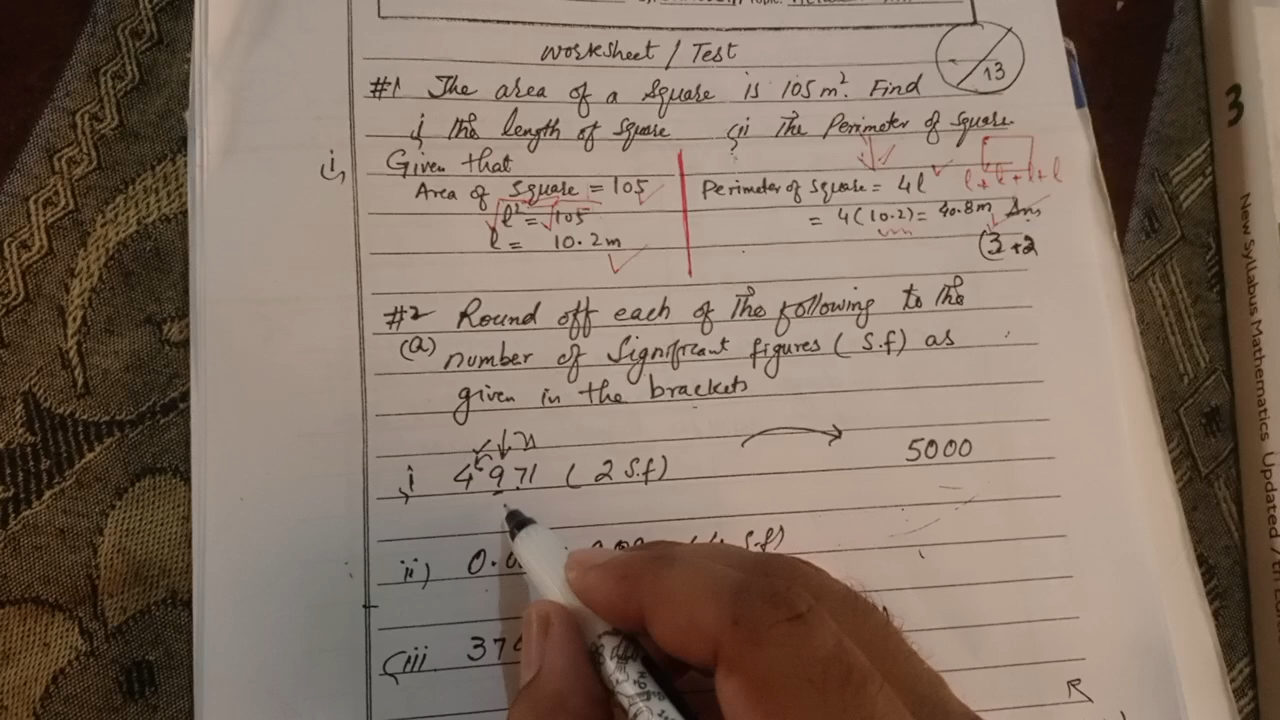 Worksheet / Test
13
#1 The area of a square is 105 m². Find
i) The length of square (ii The Perimeter of square
i) Given that
Area of square = 105
l² = 105
l = 10.2m
Perimeter of square = 4l
l + l + l + l
= 4(10.2) = 40.8m Ans
(3+2
#2 Round off each of The following to the
(a) number of significant figures (S.f) as
given in the brackets
i) 4971 (2 S.f) 5000
ii) 0.0
S.f)
(iii 37
R
3
New Syllabus Mathematics Updated